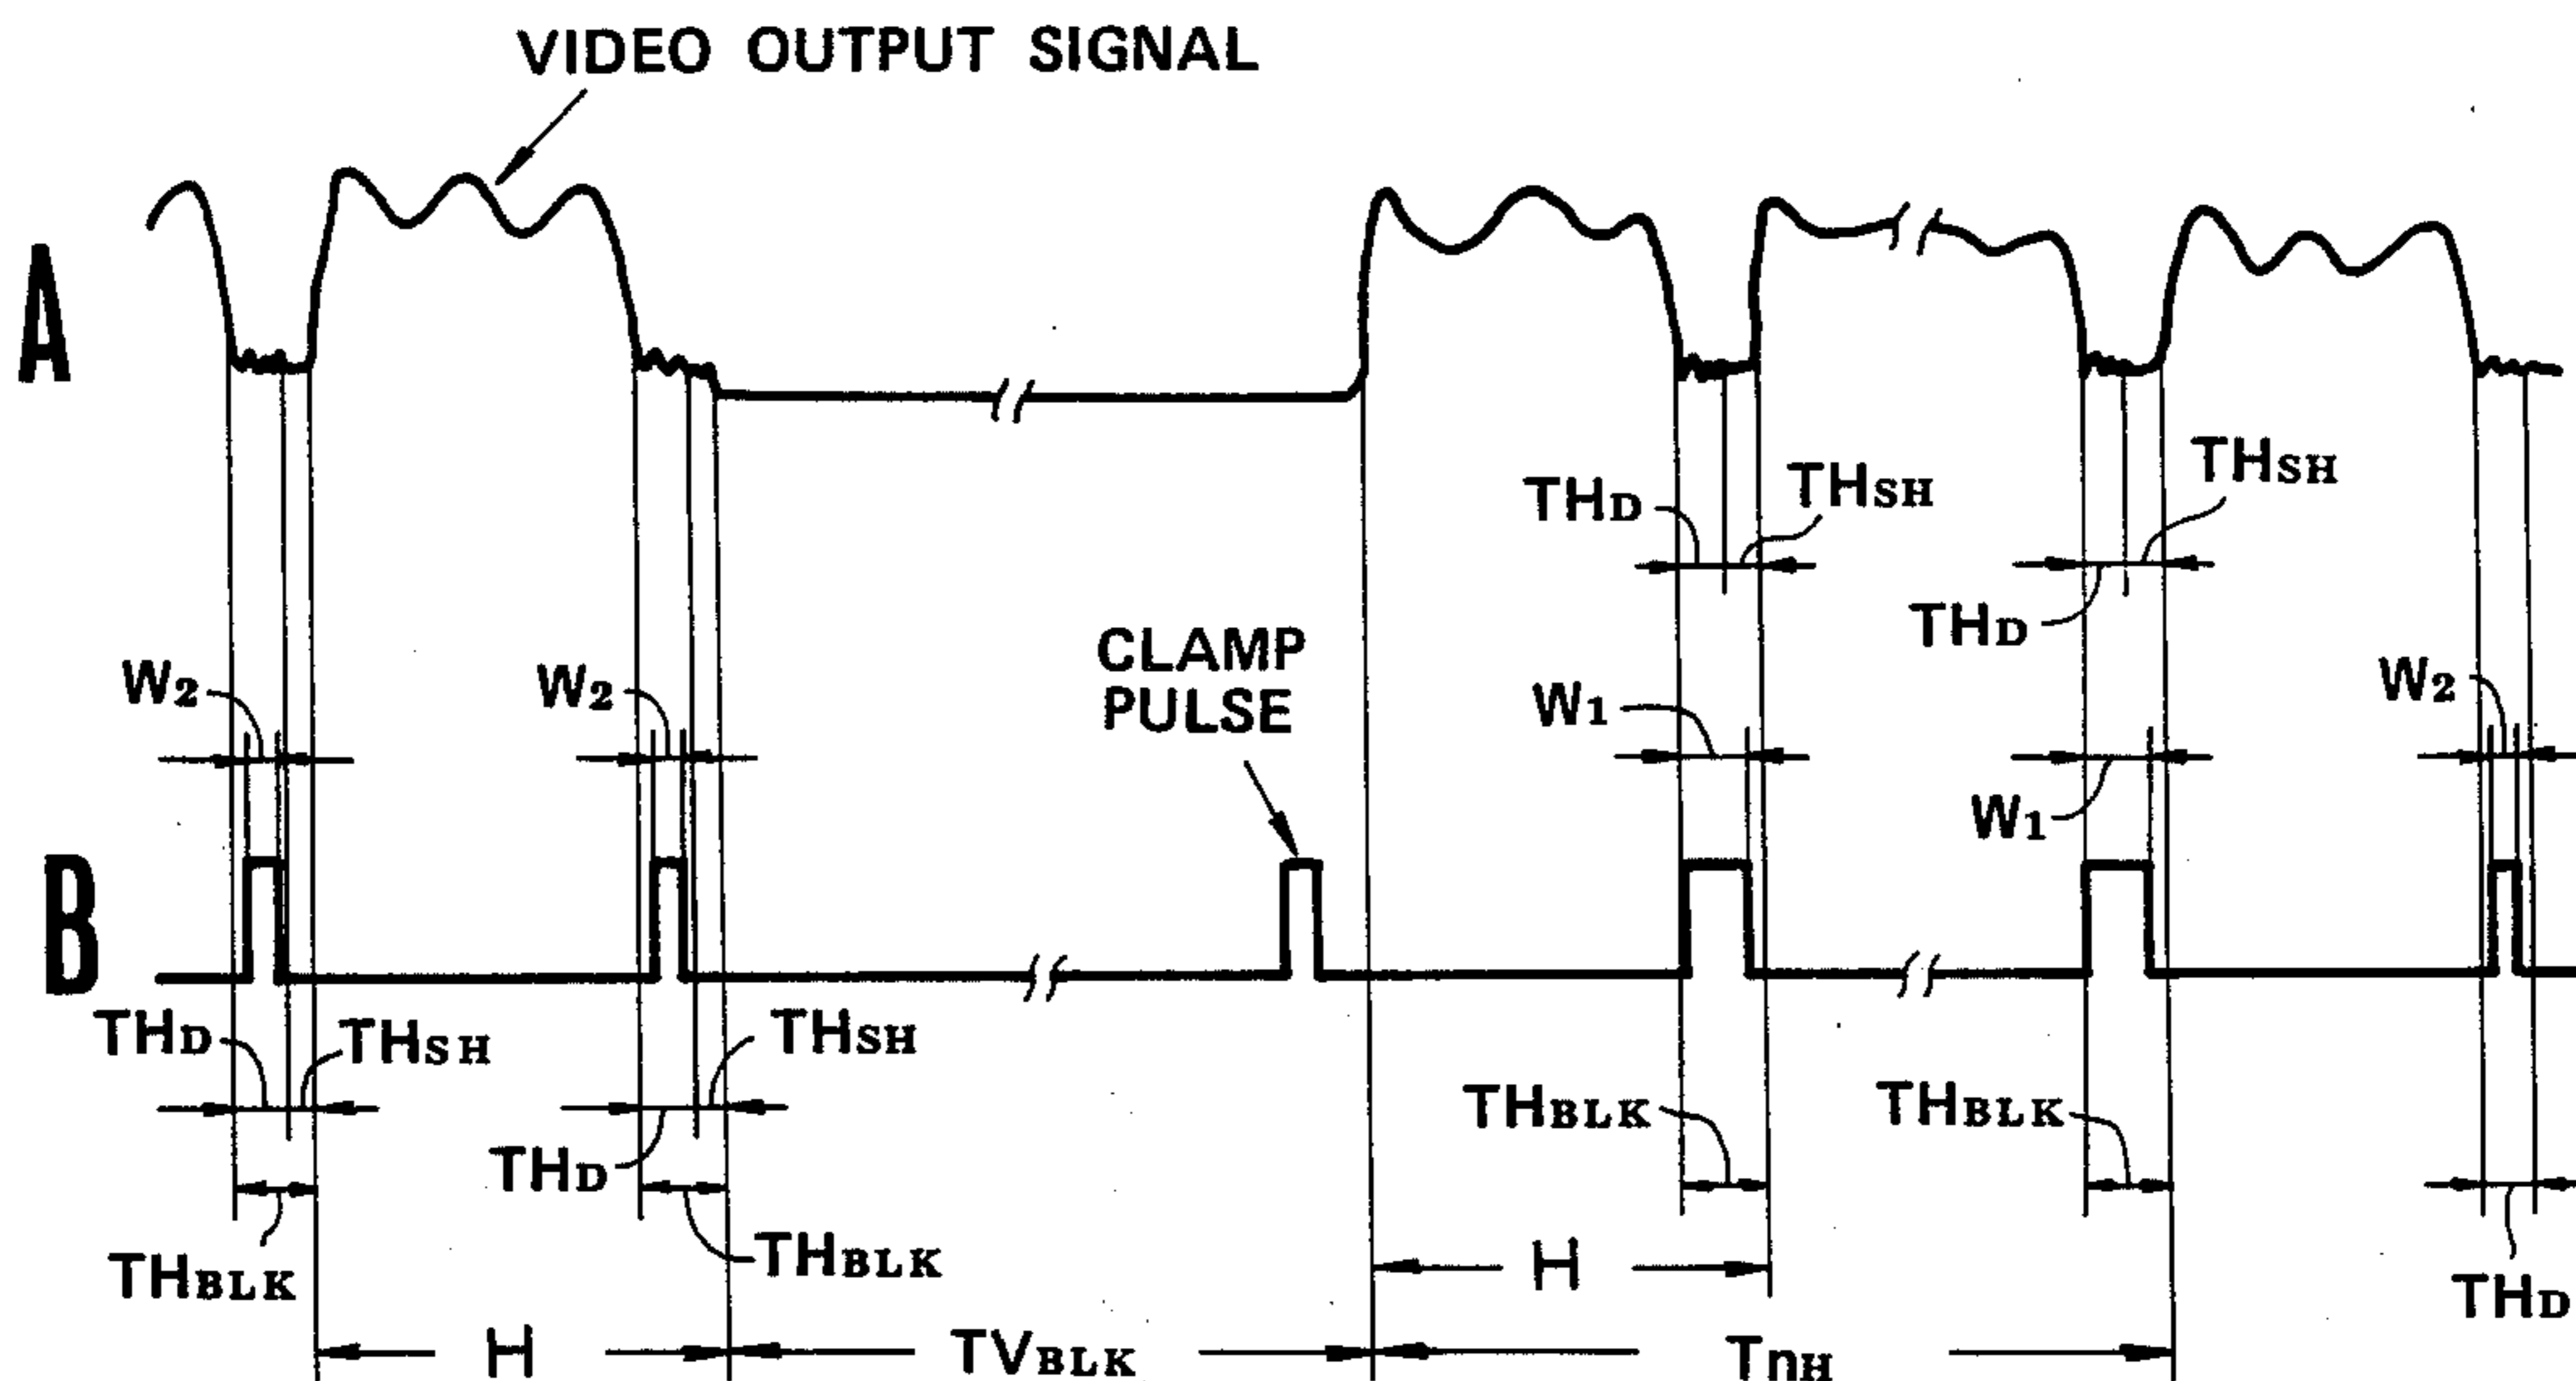 VIDEO OUTPUT SIGNAL
A
THD
THSH
THSH
THD
W2
W2
CLAMP
PULSE
W1
W1
W2
B
THD
THSH
THSH
THD
THBLK
THBLK
THBLK
THBLK
THD
H
H
TVBLK
TnH